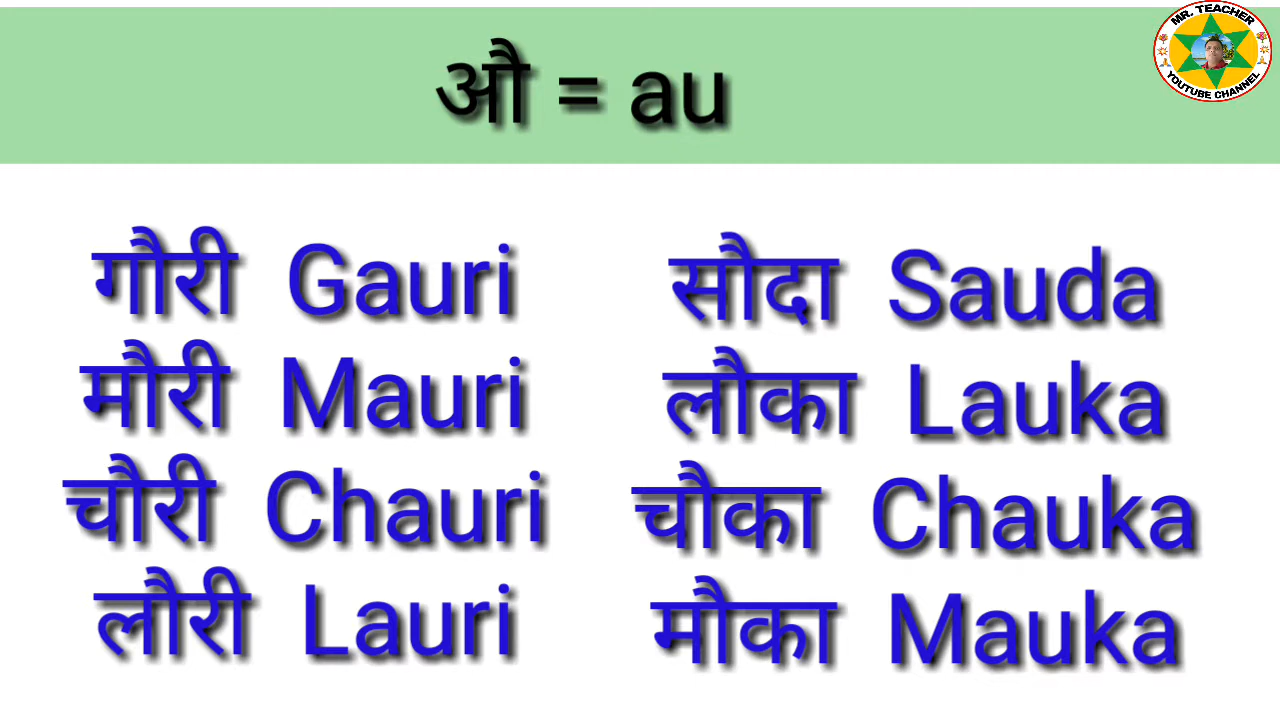 औ = au
MR. TEACHER
YOUTUBE CHANNEL
गौरी Gauri
मौरी Mauri
चौरी Chauri
लौरी Lauri
सौदा Sauda
लौका Lauka
चौका Chauka
मौका Mauka